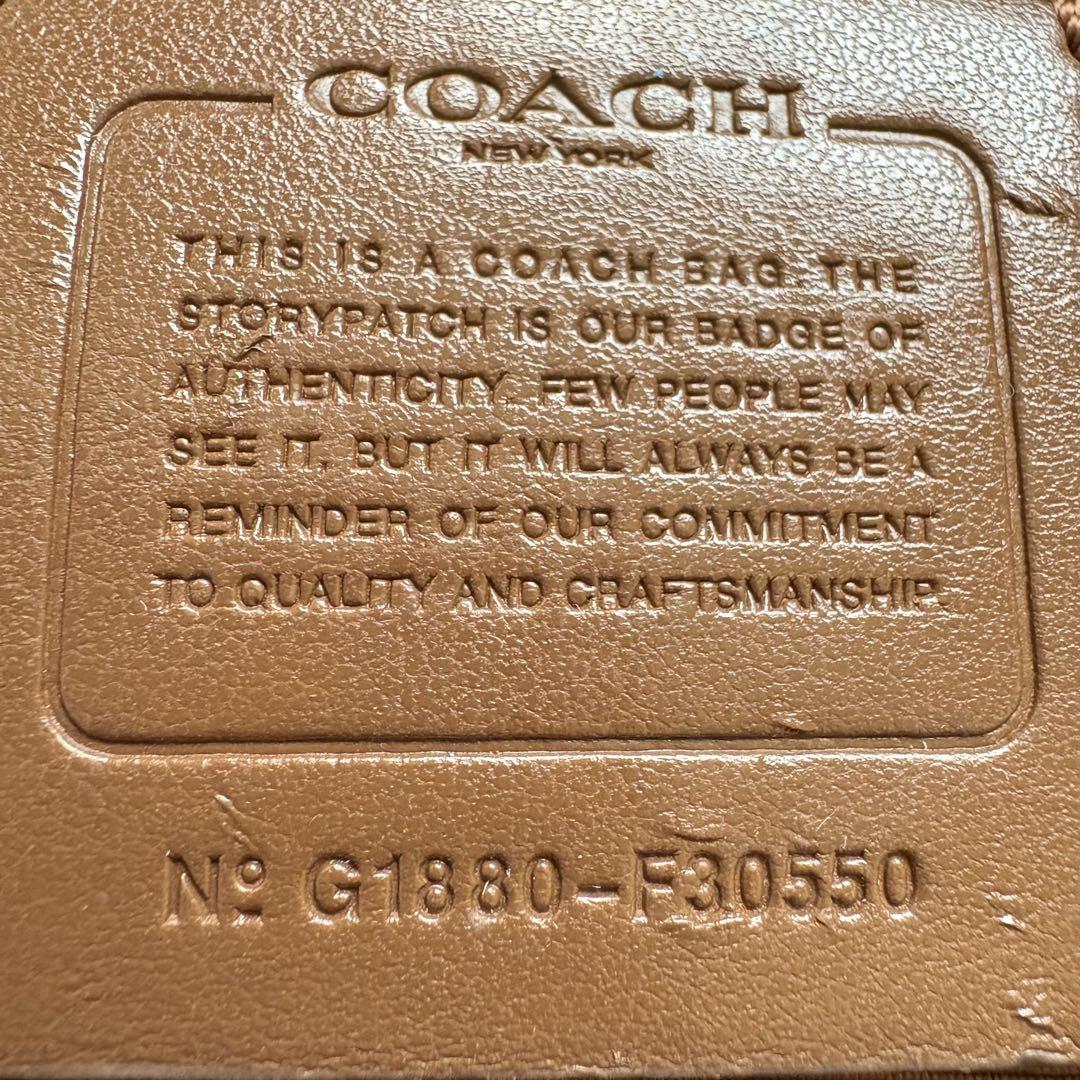 COACH
NEW YORK
THIS IS A COACH BAG. THE
STORYPATCH IS OUR BADGE OF
AUTHENTICITY. FEW PEOPLE MAY
SEE IT, BUT IT WILL ALWAYS BE A
REMINDER OF OUR COMMITMENT
TO QUALITY AND CRAFTSMANSHIP.
Nº G1880-F30550